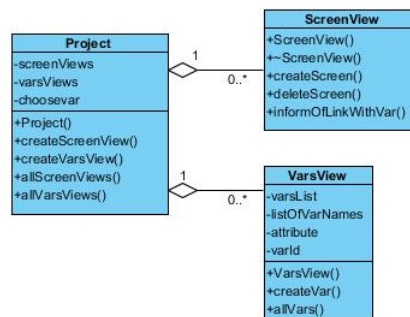 Project
-screenViews
-varsViews
-choosevar
+Project()
+createScreenView()
+createVarsView()
+allScreenViews()
+allVarsViews()
1
0..*
ScreenView
+ScreenView()
+~ScreenView()
+createScreen()
+deleteScreen()
+informOfLinkWithVar()
1
0..*
VarsView
-varsList
-listOfVarNames
-attribute
-varId
+VarsView()
+createVar()
+allVars()